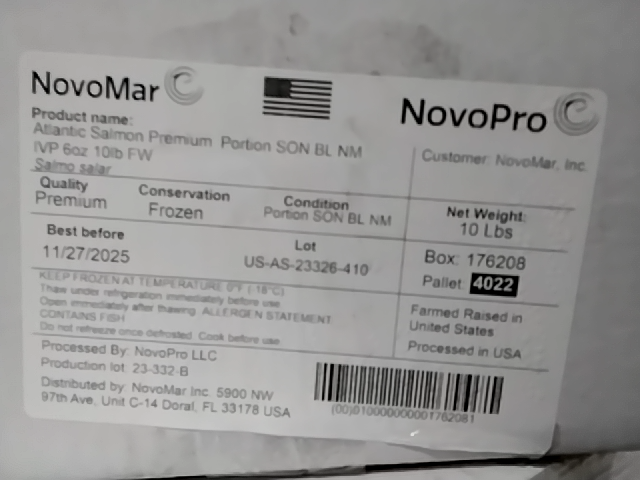 NovoMar
NovoPro
Product name:
Atlantic Salmon Premium Portion SON BL NM
IVP 6oz 10lb FW
Salmo salar
Customer: NovoMar, Inc.
Quality
Premium
Conservation
Frozen
Condition
Portion SON BL NM
Net Weight:
10 Lbs
Best before
11/27/2025
Lot
US-AS-23326-410
Box: 176208
Pallet: 4022
KEEP FROZEN AT TEMPERATURE 0°F (-18°C)
Thaw under refrigeration immediately before use
Open immediately after thawing. ALLERGEN STATEMENT
CONTAINS FISH
Do not refreeze once defrosted. Cook before use
Farmed Raised in
United States
Processed in USA
Processed By: NovoPro LLC
Production lot: 23-332-B
Distributed by: NovoMar Inc. 5900 NW
97th Ave, Unit C-14 Doral, FL 33178 USA
(00)01000000001762081